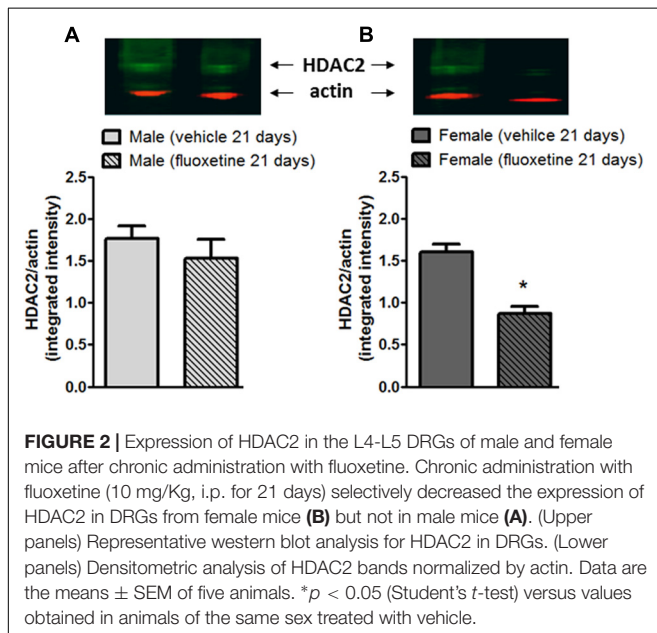 A
B
HDAC2
actin
Male (vehicle 21 days)
Male (fluoxetine 21 days)
Female (vehilce 21 days)
Female (fluoxetine 21 days)
HDAC2/actin
(integrated intensity)
2.5
2.0
1.5
1.0
0.5
0.0
HDAC2/actin
(integrated intensity)
2.5
2.0
1.5
1.0
0.5
0.0
*
FIGURE 2 | Expression of HDAC2 in the L4-L5 DRGs of male and female
mice after chronic administration with fluoxetine. Chronic administration with
fluoxetine (10 mg/Kg, i.p. for 21 days) selectively decreased the expression of
HDAC2 in DRGs from female mice (B) but not in male mice (A). (Upper
panels) Representative western blot analysis for HDAC2 in DRGs. (Lower
panels) Densitometric analysis of HDAC2 bands normalized by actin. Data are
the means ± SEM of five animals. *p < 0.05 (Student's t-test) versus values
obtained in animals of the same sex treated with vehicle.